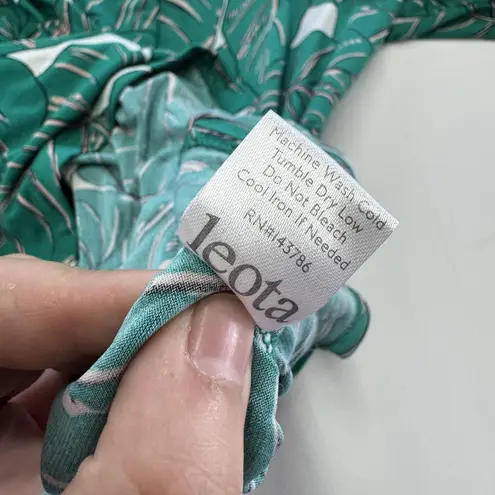 Machine Wash Cold
Tumble Dry Low
Do Not Bleach
Cool Iron If Needed
RN#143786
leota